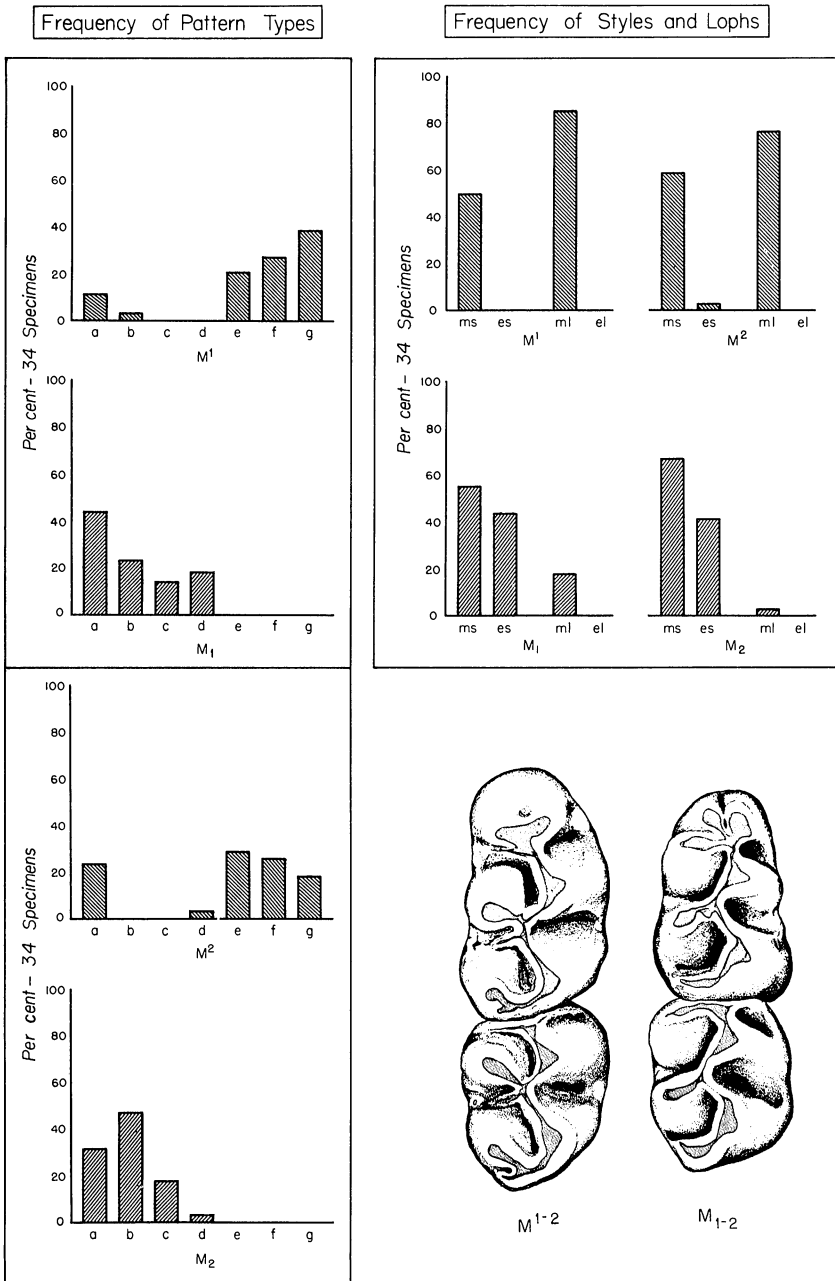 Frequency of Pattern Types
Per cent - 34 Specimens
100
80
60
40
20
0
a b c d e f g
M¹
100
80
60
40
20
0
a b c d e f g
M₁
Per cent - 34 Specimens
100
80
60
40
20
0
a b c d e f g
M²
100
80
60
40
20
0
a b c d e f g
M₂
Frequency of Styles and Lophs
Per cent - 34 Specimens
100
80
60
40
20
0
ms es ml el
M¹
ms es ml el
M²
100
80
60
40
20
0
ms es ml el
M₁
ms es ml el
M₂
M¹⁻²
M₁₋₂